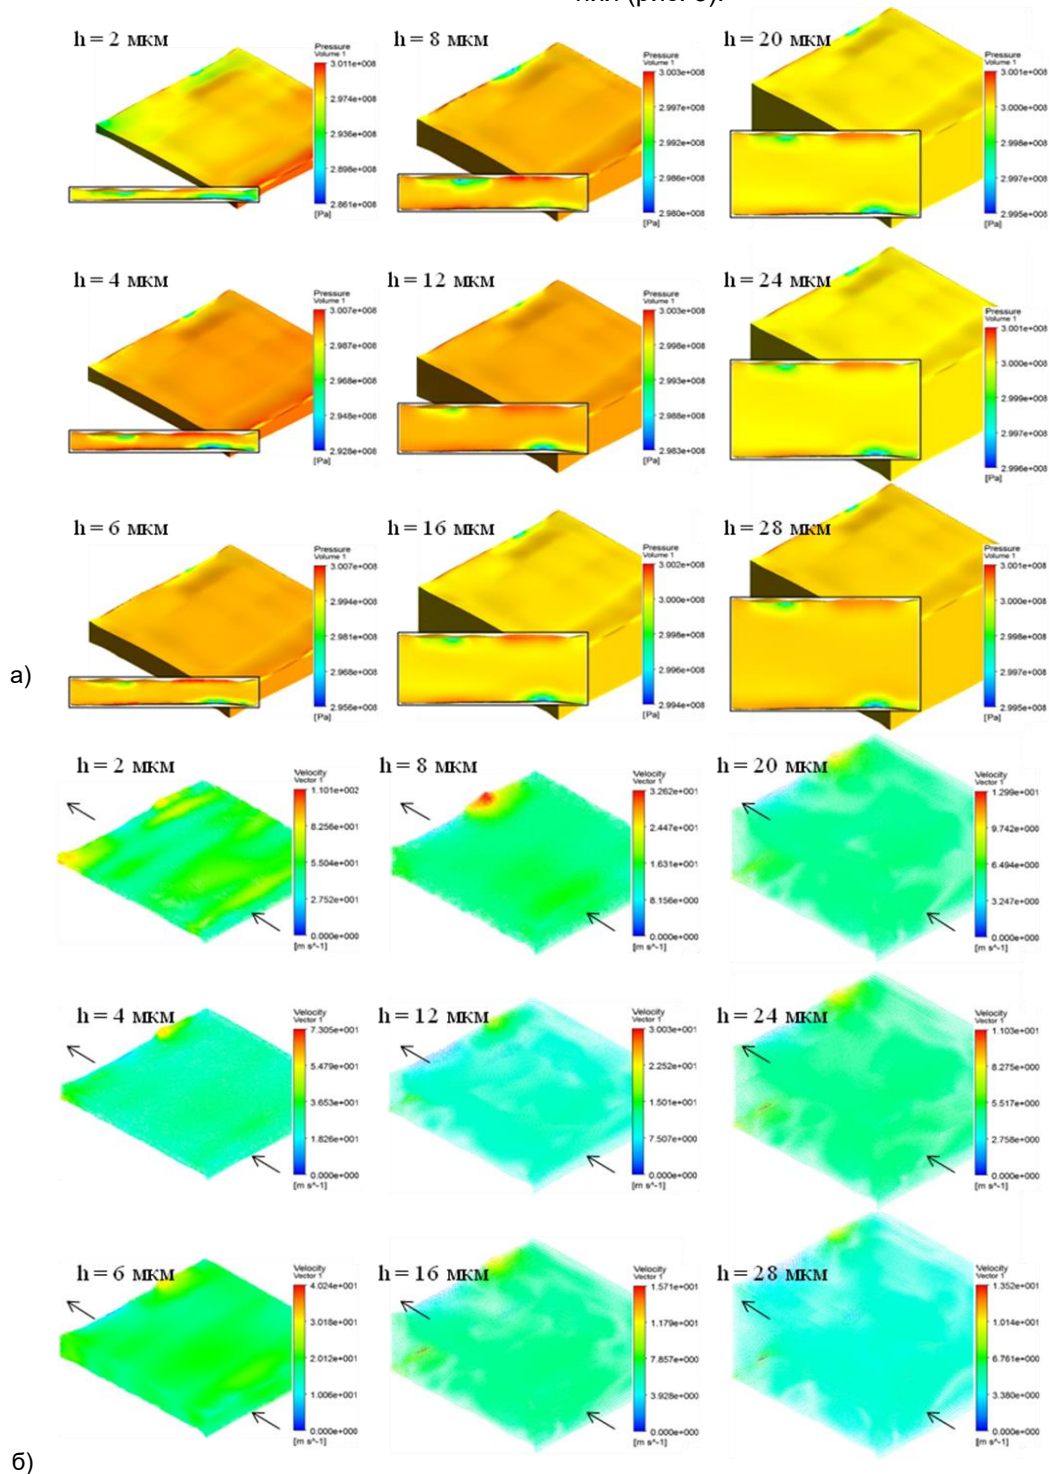 (рис.
h = 2 мкм
Pressure
Volume 1
3.011e+008
2.974e+008
2.936e+008
2.898e+008
2.861e+008
[Pa]
h = 8 мкм
Pressure
Volume 1
3.003e+008
2.997e+008
2.992e+008
2.986e+008
2.980e+008
[Pa]
h = 20 мкм
Pressure
Volume 1
3.001e+008
3.000e+008
2.998e+008
2.997e+008
2.995e+008
[Pa]
h = 4 мкм
Pressure
Volume 1
3.007e+008
2.987e+008
2.968e+008
2.948e+008
2.928e+008
[Pa]
h = 12 мкм
Pressure
Volume 1
3.003e+008
2.998e+008
2.993e+008
2.988e+008
2.983e+008
[Pa]
h = 24 мкм
Pressure
Volume 1
3.001e+008
3.000e+008
2.999e+008
2.997e+008
2.996e+008
[Pa]
h = 6 мкм
Pressure
Volume 1
3.007e+008
2.994e+008
2.981e+008
2.968e+008
2.956e+008
[Pa]
h = 16 мкм
Pressure
Volume 1
3.002e+008
3.000e+008
2.998e+008
2.996e+008
2.994e+008
[Pa]
h = 28 мкм
Pressure
Volume 1
3.001e+008
3.000e+008
2.998e+008
2.997e+008
2.995e+008
[Pa]
а)
h = 2 мкм
Velocity
Vector 1
1.101e+002
8.256e+001
5.504e+001
2.752e+001
0.000e+000
[m s^-1]
h = 8 мкм
Velocity
Vector 1
3.262e+001
2.447e+001
1.631e+001
8.156e+000
0.000e+000
[m s^-1]
h = 20 мкм
Velocity
Vector 1
1.299e+001
9.742e+000
6.494e+000
3.247e+000
0.000e+000
[m s^-1]
h = 4 мкм
Velocity
Vector 1
7.305e+001
5.479e+001
3.653e+001
1.826e+001
0.000e+000
[m s^-1]
h = 12 мкм
Velocity
Vector 1
3.003e+001
2.252e+001
1.501e+001
7.507e+000
0.000e+000
[m s^-1]
h = 24 мкм
Velocity
Vector 1
1.103e+001
8.275e+000
5.517e+000
2.758e+000
0.000e+000
[m s^-1]
h = 6 мкм
Velocity
Vector 1
4.024e+001
3.018e+001
2.012e+001
1.006e+001
0.000e+000
[m s^-1]
h = 16 мкм
Velocity
Vector 1
1.571e+001
1.179e+001
7.857e+000
3.928e+000
0.000e+000
[m s^-1]
h = 28 мкм
Velocity
Vector 1
1.352e+001
1.014e+001
6.761e+000
3.380e+000
0.000e+000
[m s^-1]
б)